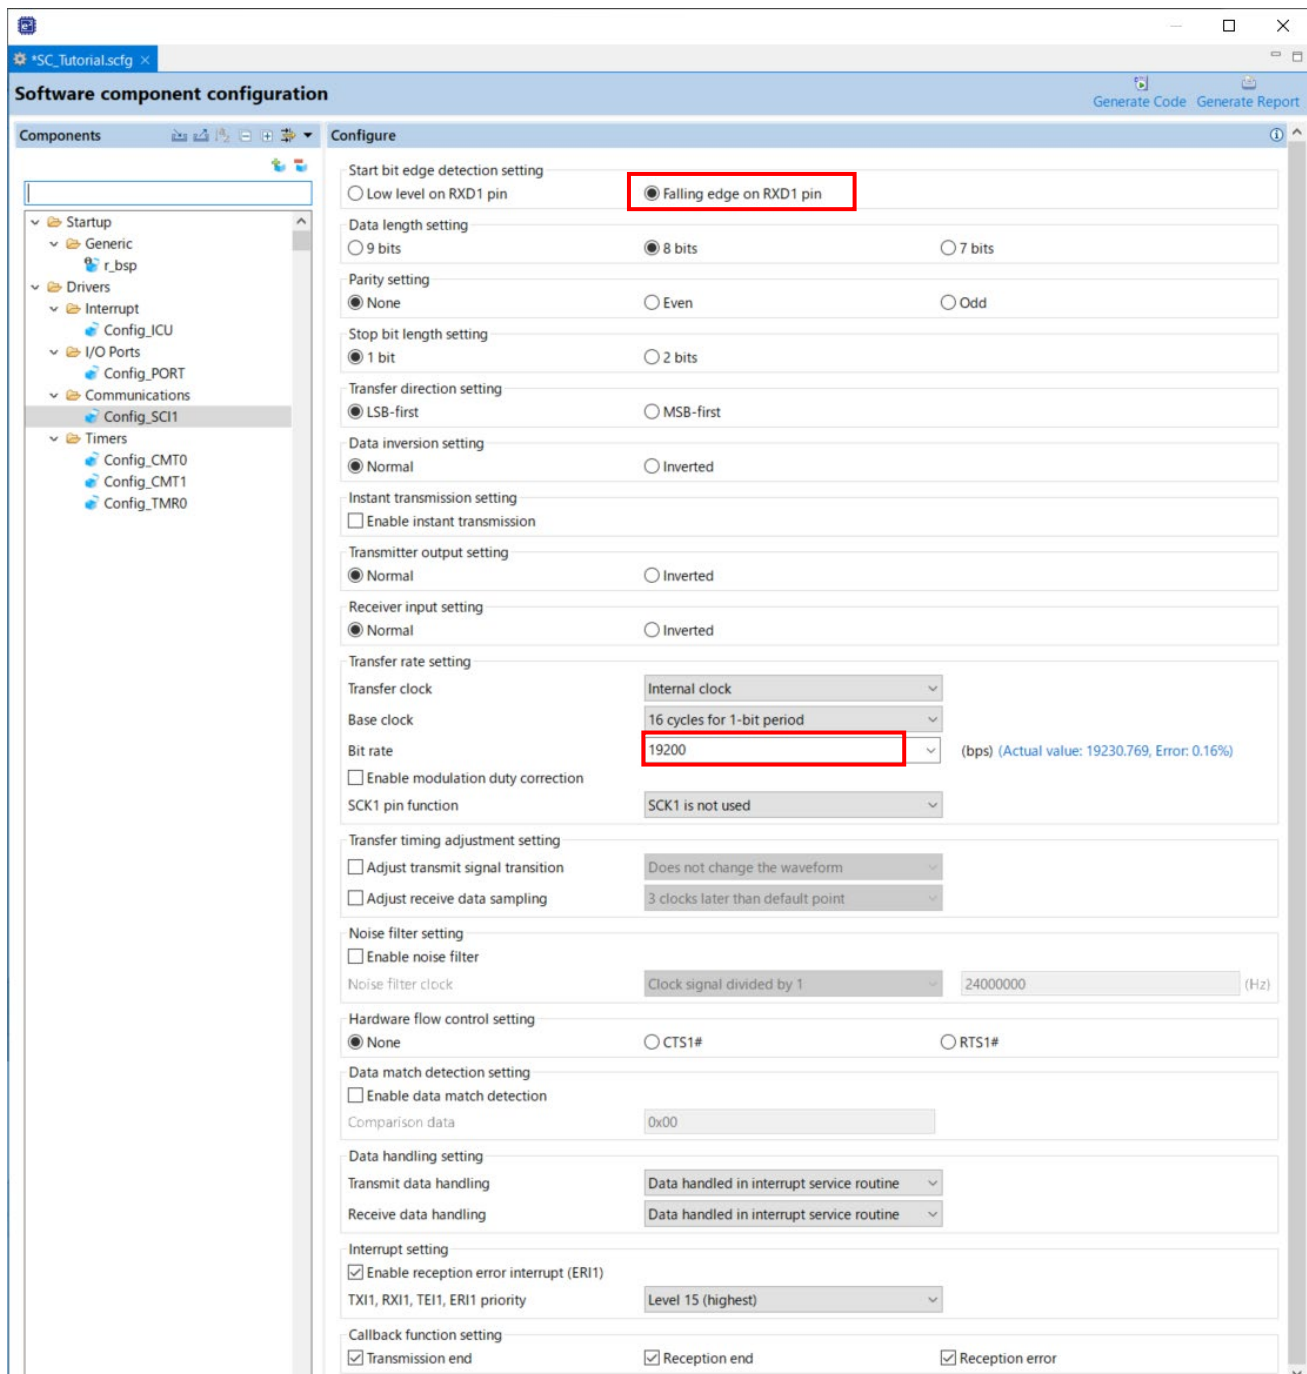 *SC_Tutorial.scfg
Software component configuration
Generate Code Generate Report
Components
Configure
Startup
Generic
r_bsp
Drivers
Interrupt
Config_ICU
I/O Ports
Config_PORT
Communications
Config_SCI1
Timers
Config_CMT0
Config_CMT1
Config_TMR0
Start bit edge detection setting
Low level on RXD1 pin Falling edge on RXD1 pin
Data length setting
9 bits 8 bits 7 bits
Parity setting
None Even Odd
Stop bit length setting
1 bit 2 bits
Transfer direction setting
LSB-first MSB-first
Data inversion setting
Normal Inverted
Instant transmission setting
Enable instant transmission
Transmitter output setting
Normal Inverted
Receiver input setting
Normal Inverted
Transfer rate setting
Transfer clock Internal clock
Base clock 16 cycles for 1-bit period
Bit rate 19200 (bps) (Actual value: 19230.769, Error: 0.16%)
Enable modulation duty correction
SCK1 pin function SCK1 is not used
Transfer timing adjustment setting
Adjust transmit signal transition Does not change the waveform
Adjust receive data sampling 3 clocks later than default point
Noise filter setting
Enable noise filter
Noise filter clock Clock signal divided by 1 24000000 (Hz)
Hardware flow control setting
None CTS1# RTS1#
Data match detection setting
Enable data match detection
Comparison data 0x00
Data handling setting
Transmit data handling Data handled in interrupt service routine
Receive data handling Data handled in interrupt service routine
Interrupt setting
Enable reception error interrupt (ERI1)
TXI1, RXI1, TEI1, ERI1 priority Level 15 (highest)
Callback function setting
Transmission end Reception end Reception error